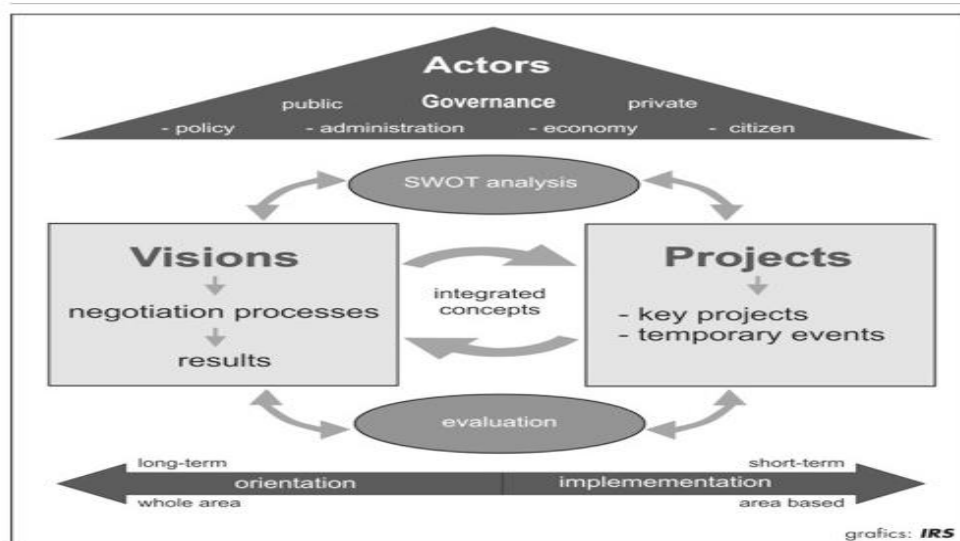 Actors
public Governance private
- policy - administration - economy - citizen
SWOT analysis
Visions
negotiation processes
results
integrated
concepts
Projects
- key projects
- temporary events
evaluation
long-term short-term
orientation implemementation
whole area area based
grafics: IRS